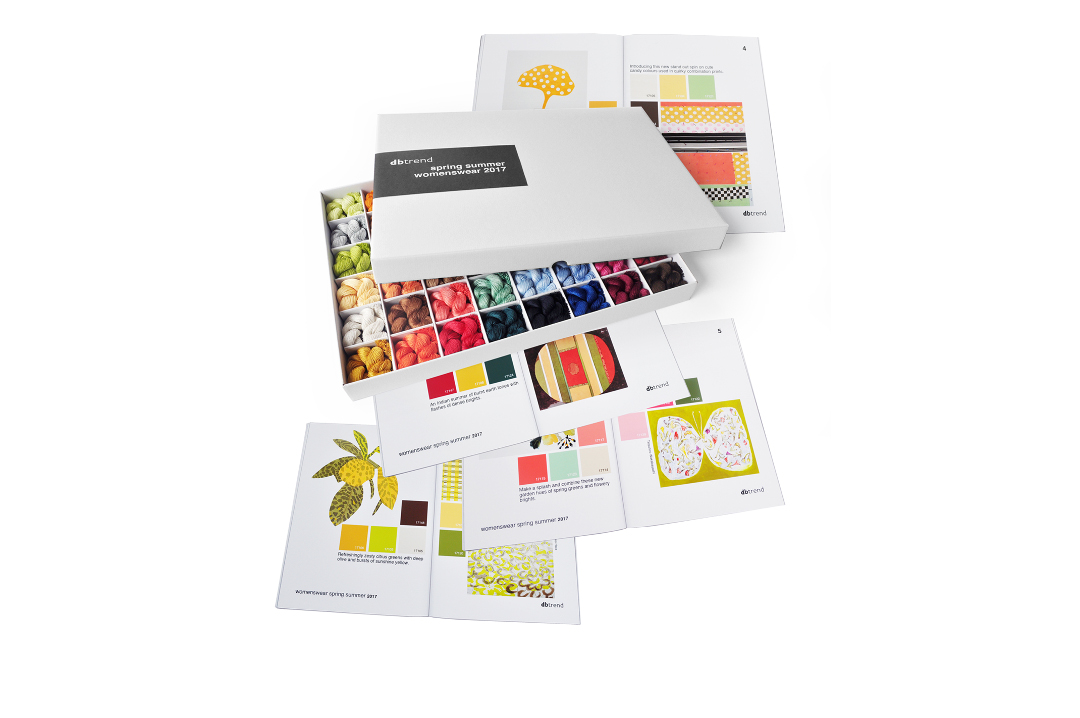 4
Introducing this new stand out spin on cute
candy colours used in quirky combination prints.
dbtrend
dbtrend
spring summer
womenswear 2017
An Indian summer of burnt earth tones with
flashes of dense brights.
womenswear spring summer 2017
dbtrend
5
Make a splash and combine these new
garden hues of spring greens and flowery
brights.
womenswear spring summer 2017
dbtrend
Refreshingly zesty citrus greens with deep
olive and bursts of sunshine yellow.
womenswear spring summer 2017
dbtrend